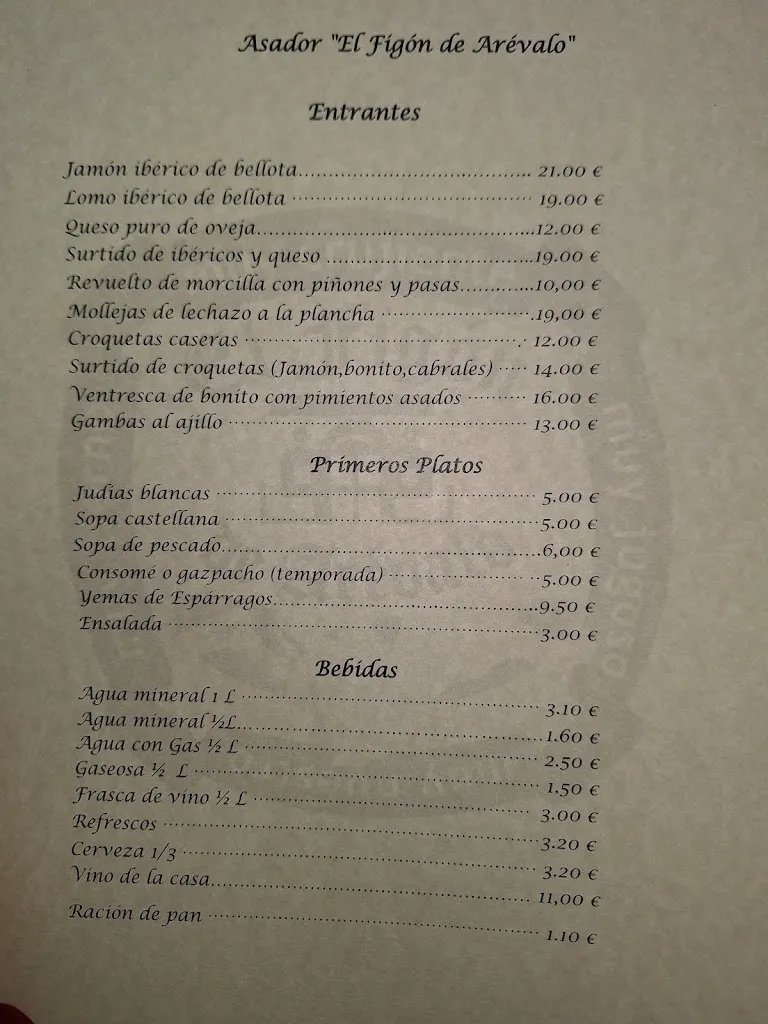 Asador "El Figón de Arévalo"
Entrantes
Jamón ibérico de bellota.......................................... 21.00 €
Lomo ibérico de bellota .......................................... 19.00 €
Queso puro de oveja................................................12.00 €
Surtido de ibéricos y queso ....................................19.00 €
Revuelto de morcilla con piñones y pasas............10,00 €
Mollejas de lechazo a la plancha ..........................19,00 €
Croquetas caseras ................................................. 12.00 €
Surtido de croquetas (Jamón,bonito,cabrales) ..... 14.00 €
Ventresca de bonito con pimientos asados .......... 16.00 €
Gambas al ajillo ..................................................... 13.00 €
Primeros Platos
Judias blancas ...................................................... 5.00 €
Sopa castellana .....................................................5.00 €
Sopa de pescado.....................................................6,00 €
Consomé o gazpacho (temporada) ......................... 5.00 €
Yemas de Espárragos............................................9.50 €
Ensalada ................................................................3.00 €
Bebidas
Agua mineral 1 L .................................................. 3.10 €
Agua mineral ½L...................................................1.60 €
Agua con Gas ½ L ................................................. 2.50 €
Gaseosa ½ L .......................................................... 1.50 €
Frasca de vino ½ L ................................................ 3.00 €
Refrescos ................................................................3.20 €
Cerveza 1/3 ............................................................ 3.20 €
Vino de la casa....................................................... 11,00 €
Ración de pan ........................................................ 1.10 €